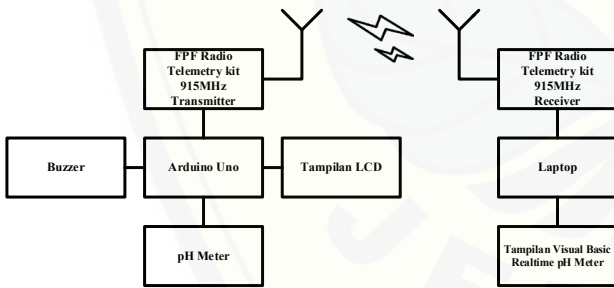 FPF Radio
Telemetry kit
915MHz
Transmitter
FPF Radio
Telemetry kit
915MHz
Receiver
Buzzer
Arduino Uno
Tampilan LCD
Laptop
pH Meter
Tampilan Visual Basic
Realtime pH Meter